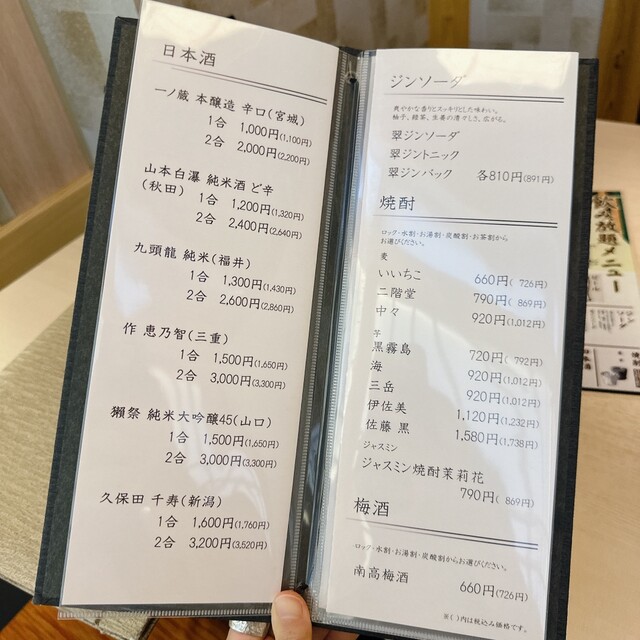 日本酒
一ノ蔵 本醸造 辛口(宮城)
1合 1,000円(1,100円)
2合 2,000円(2,200円)
山本白瀑 純米酒 ど辛
(秋田) 1合 1,200円(1,320円)
2合 2,400円(2,640円)
九頭龍 純米(福井)
1合 1,300円(1,430円)
2合 2,600円(2,860円)
作 恵乃智(三重)
1合 1,500円(1,650円)
2合 3,000円(3,300円)
獺祭 純米大吟醸45(山口)
1合 1,500円(1,650円)
2合 3,000円(3,300円)
久保田 千寿(新潟)
1合 1,600円(1,760円)
2合 3,200円(3,520円)
ジンソーダ
爽やかな香りとスッキリとした味わい。
柚子、緑茶、生姜の清々しさ、広がる。
翠ジンソーダ
翠ジントニック
翠ジンバック 各810円(891円)
焼酎
ロック・水割・お湯割・炭酸割・お茶割から
お選びください。
麦
いいちこ 660円( 726円)
二階堂 790円( 869円)
中々 920円(1,012円)
芋
黒霧島 720円( 792円)
海 920円(1,012円)
三岳 920円(1,012円)
伊佐美 1,120円(1,232円)
佐藤 黒 1,580円(1,738円)
ジャスミン
ジャスミン焼酎茉莉花
790円( 869円)
梅酒
ロック・水割・お湯割・炭酸割からお選びください。
南高梅酒 660円(726円)
※( )内は税込み価格です。
放題メニュー